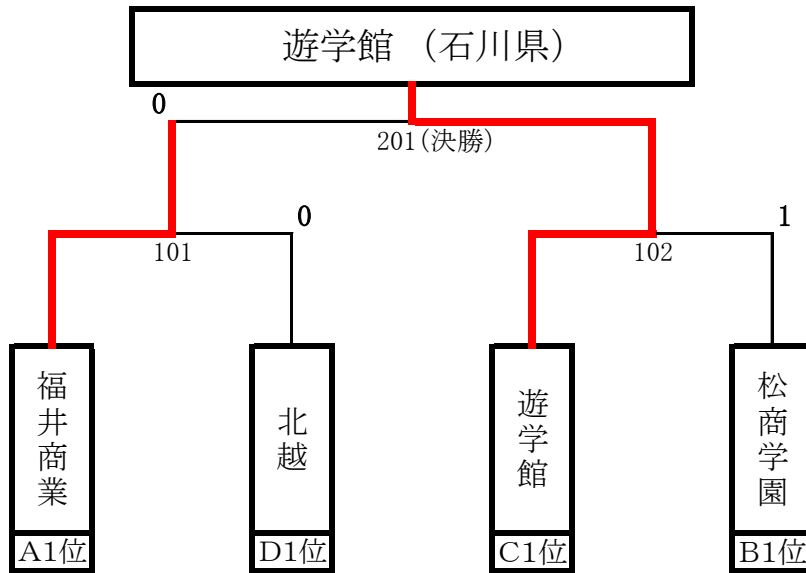 遊学館 （石川県）
0
201(決勝)
0
1
101
102
福井商業
北越
遊学館
松商学園
A1位
D1位
C1位
B1位